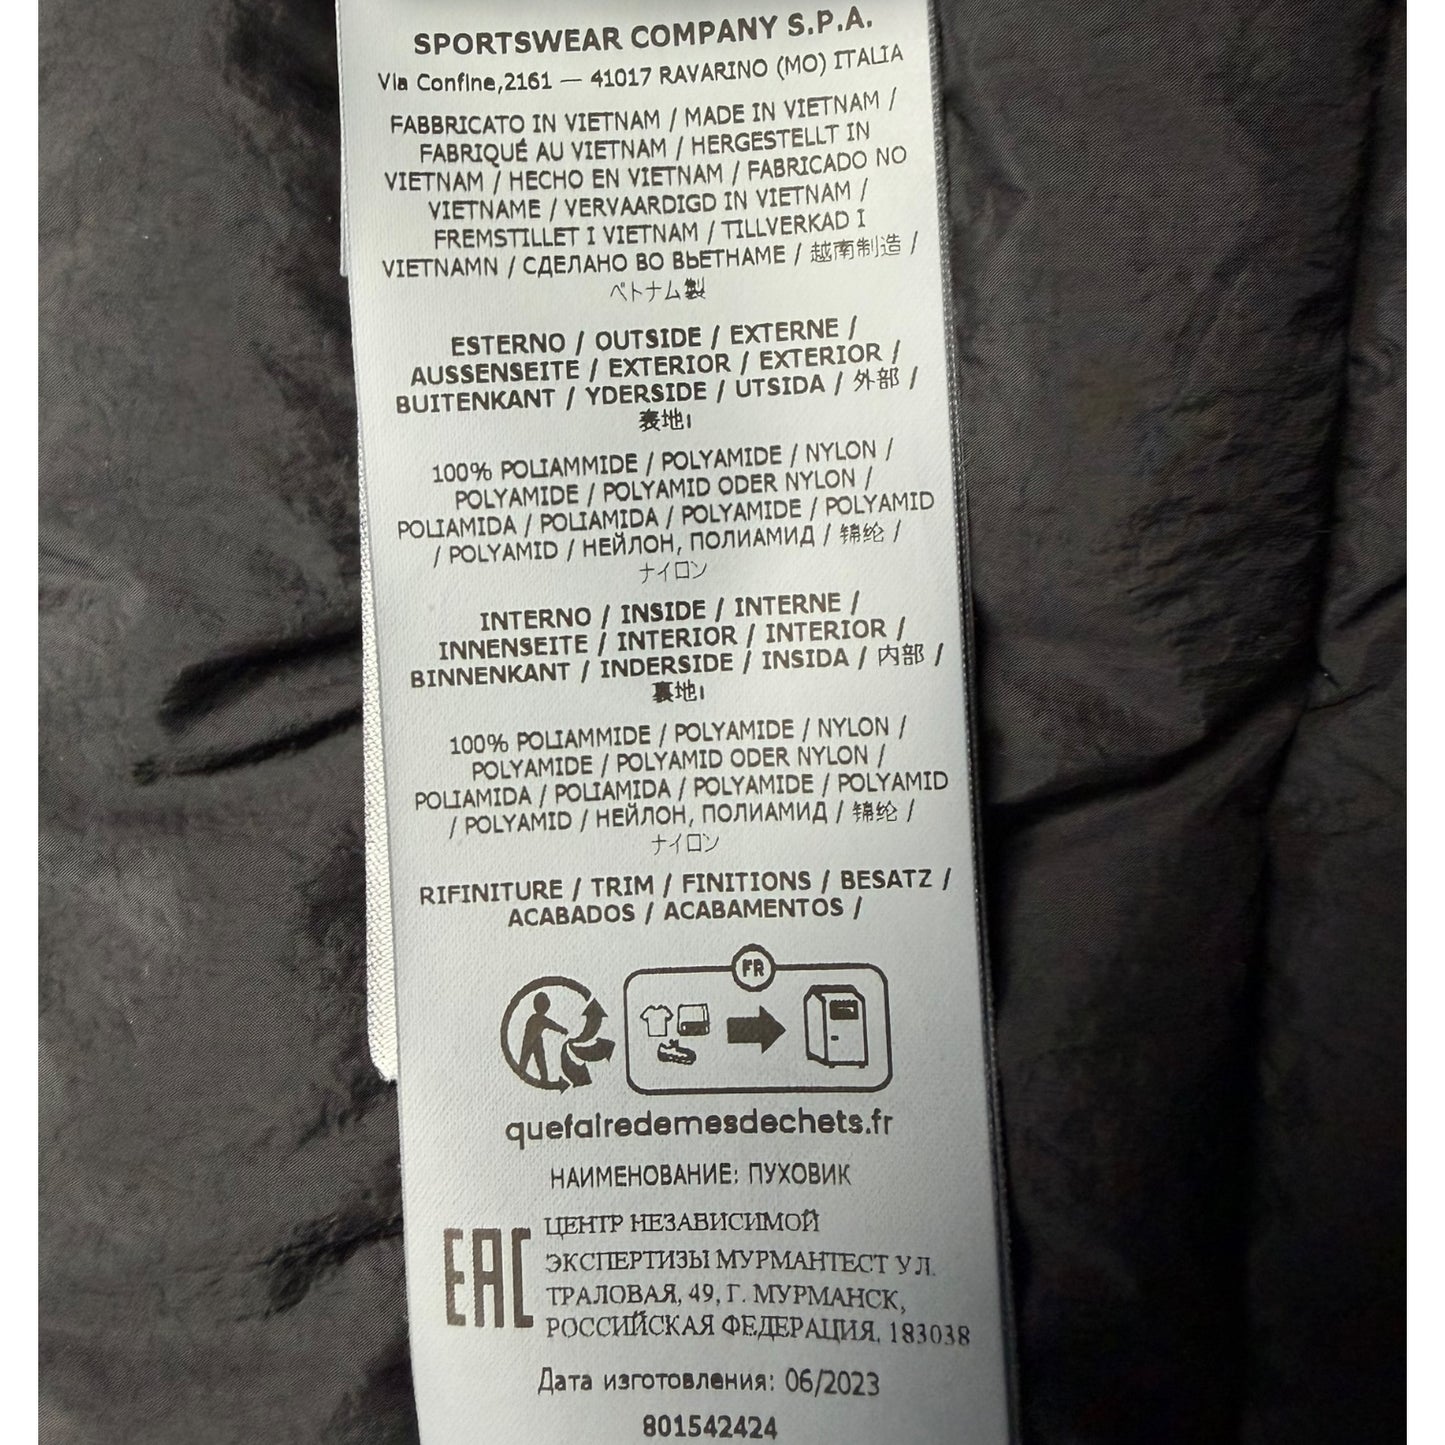 SPORTSWEAR COMPANY S.P.A.
Via Confine,2161 — 41017 RAVARINO (MO) ITALIA
FABBRICATO IN VIETNAM / MADE IN VIETNAM /
FABRIQUÉ AU VIETNAM / HERGESTELLT IN
VIETNAM / HECHO EN VIETNAM / FABRICADO NO
VIETNAME / VERVAARDIGD IN VIETNAM /
FREMSTILLET I VIETNAM / TILLVERKAD I
VIETNAMN / СДЕЛАНО ВО ВЬЕТНАМЕ / 越南制造 /
ベトナム製
ESTERNO / OUTSIDE / EXTERNE /
AUSSENSEITE / EXTERIOR / EXTERIOR /
BUITENKANT / YDERSIDE / UTSIDA / 外部 /
表地
100% POLIAMMIDE / POLYAMIDE / NYLON /
POLYAMIDE / POLYAMID ODER NYLON /
POLIAMIDA / POLIAMIDA / POLYAMIDE / POLYAMID
/ POLYAMID / НЕЙЛОН, ПОЛИАМИД / 锦纶 /
ナイロン
INTERNO / INSIDE / INTERNE /
INNENSEITE / INTERIOR / INTERIOR /
BINNENKANT / INDERSIDE / INSIDA / 内部 /
裏地
100% POLIAMMIDE / POLYAMIDE / NYLON /
POLYAMIDE / POLYAMID ODER NYLON /
POLIAMIDA / POLIAMIDA / POLYAMIDE / POLYAMID
/ POLYAMID / НЕЙЛОН, ПОЛИАМИД / 锦纶 /
ナイロン
RIFINITURE / TRIM / FINITIONS / BESATZ /
ACABADOS / ACABAMENTOS /
FR
quefairedemesdechets.fr
НАИМЕНОВАНИЕ: ПУХОВИК
EAC
ЦЕНТР НЕЗАВИСИМОЙ
ЭКСПЕРТИЗЫ МУРМАНТЕСТ УЛ.
ТРАЛОВАЯ, 49, Г. МУРМАНСК,
РОССИЙСКАЯ ФЕДЕРАЦИЯ, 183038
Дата изготовления: 06/2023
801542424